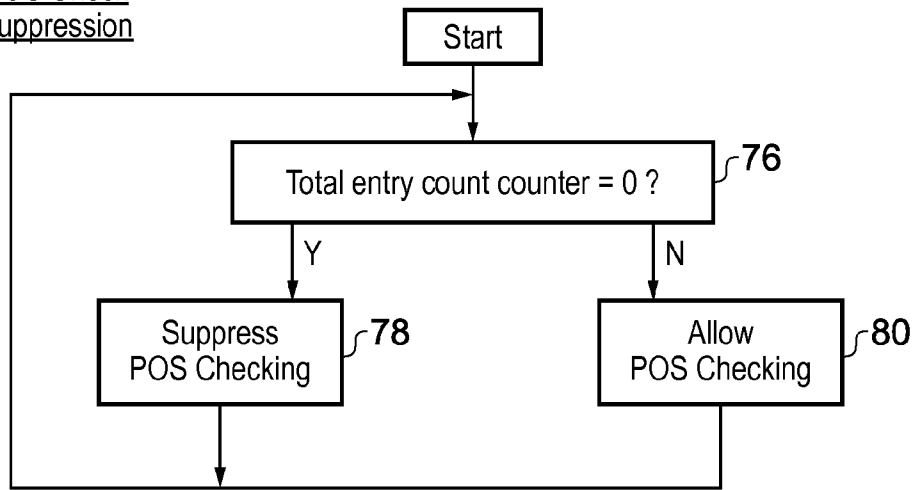 uppression
Start
Total entry count counter = 0 ?
76
Y
N
Suppress
POS Checking
78
Allow
POS Checking
80